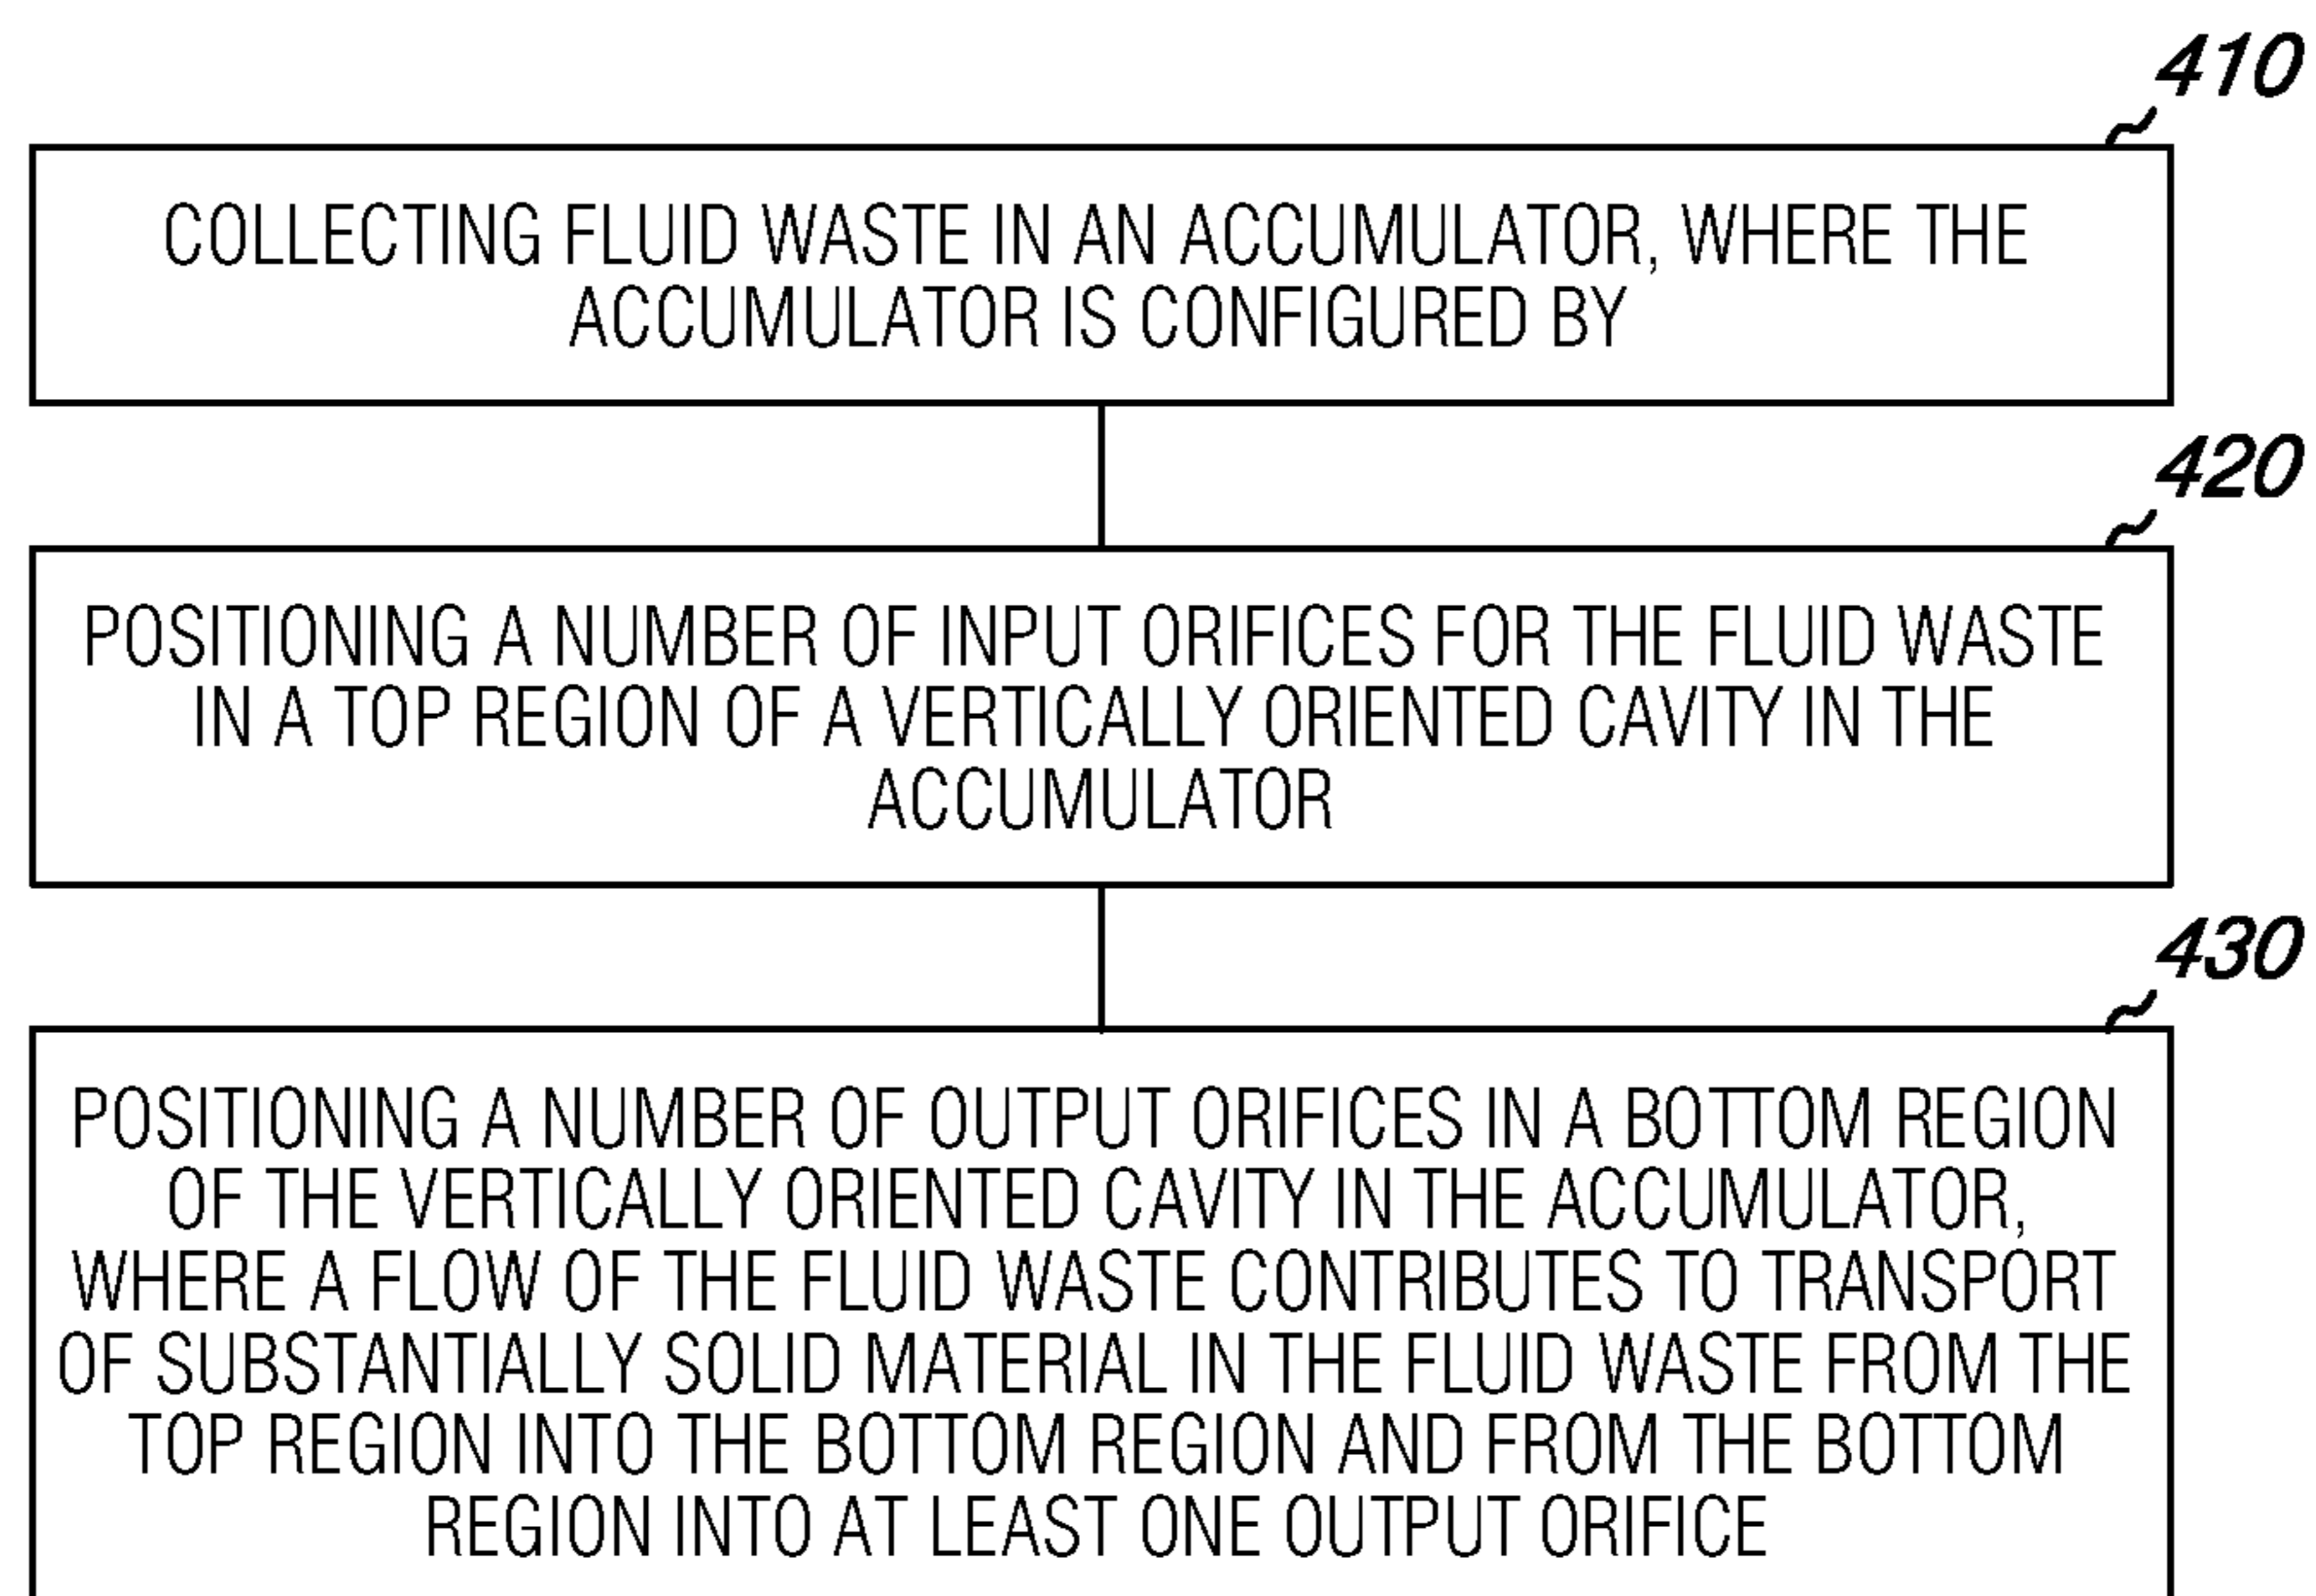 410
COLLECTING FLUID WASTE IN AN ACCUMULATOR, WHERE THE
ACCUMULATOR IS CONFIGURED BY
420
POSITIONING A NUMBER OF INPUT ORIFICES FOR THE FLUID WASTE
IN A TOP REGION OF A VERTICALLY ORIENTED CAVITY IN THE
ACCUMULATOR
430
POSITIONING A NUMBER OF OUTPUT ORIFICES IN A BOTTOM REGION
OF THE VERTICALLY ORIENTED CAVITY IN THE ACCUMULATOR,
WHERE A FLOW OF THE FLUID WASTE CONTRIBUTES TO TRANSPORT
OF SUBSTANTIALLY SOLID MATERIAL IN THE FLUID WASTE FROM THE
TOP REGION INTO THE BOTTOM REGION AND FROM THE BOTTOM
REGION INTO AT LEAST ONE OUTPUT ORIFICE